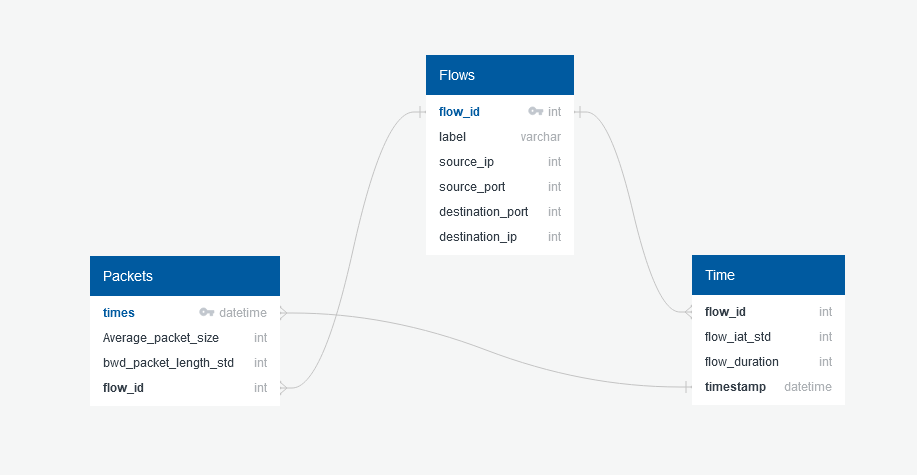 Flows
flow_id int
label varchar
source_ip int
source_port int
destination_port int
destination_ip int
Packets
times datetime
Average_packet_size int
bwd_packet_length_std int
flow_id int
Time
flow_id int
flow_iat_std int
flow_duration int
timestamp datetime